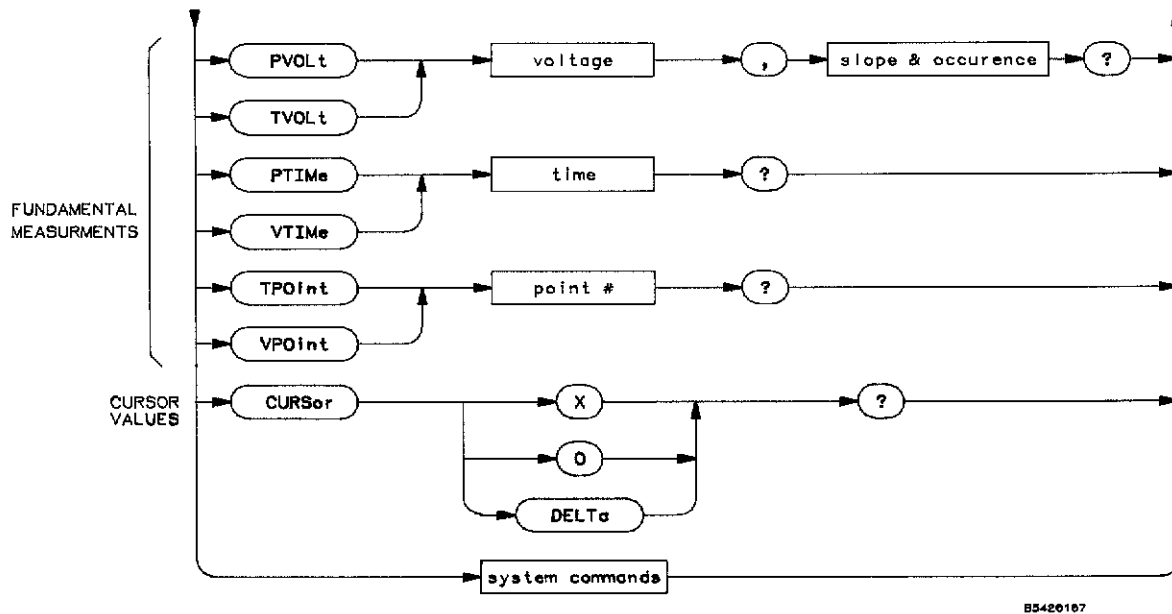 PVOLt voltage , slope & occurence ?
TVOLt
PTIMe time ?
FUNDAMENTAL
MEASURMENTS
VTIMe
TPOint point # ?
VPOint
CURSOR
VALUES
CURSor X ?
O
DELTa
system commands
B5426167